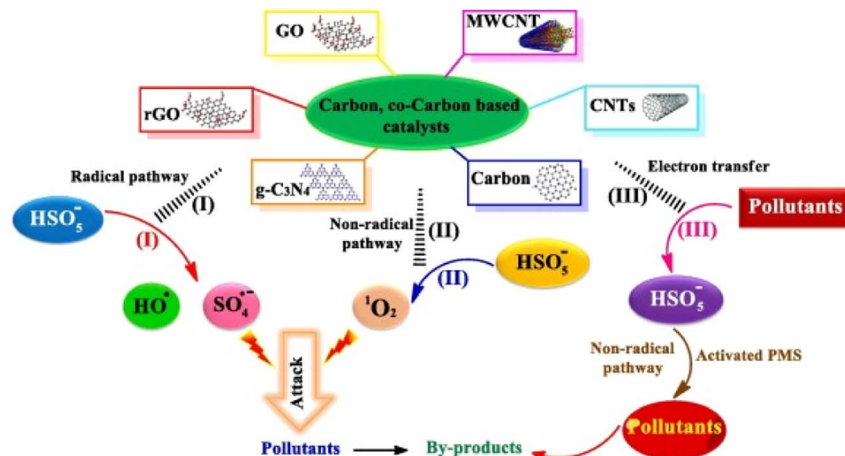 GO
MWCNT
rGO
Carbon, co-Carbon based
catalysts
CNTs
g-C₃N₄
Carbon
Radical pathway
(I)
HSO₅⁻
(I)
HO•
SO₄•⁻
Non-radical
pathway
(II)
(II)
HSO₅⁻
¹O₂
Electron transfer
(III)
Pollutants
(III)
HSO₅⁻
Non-radical
pathway
Activated PMS
Pollutants
Attack
Pollutants
By-products